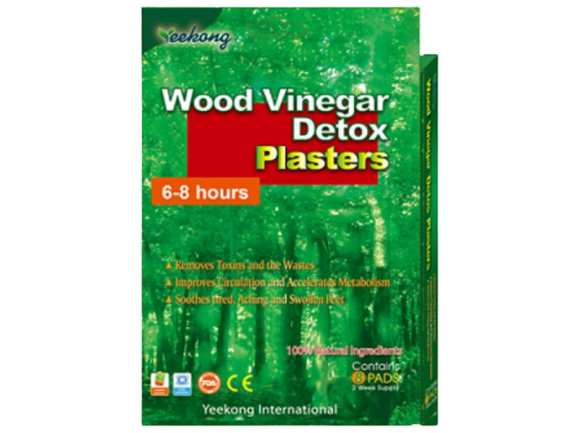 Yeekong
Wood Vinegar
Detox
Plasters
6-8 hours
Removes Toxins and the Wastes
Improves Circulation and Accelerates Metabolism
Soothes tired, Aching and Swollen Feet
100% Natural Ingredients
Contains
8 PADS
2 Week Supply
FDA
CE
Yeekong International
Wood Vinegar Detox Plasters